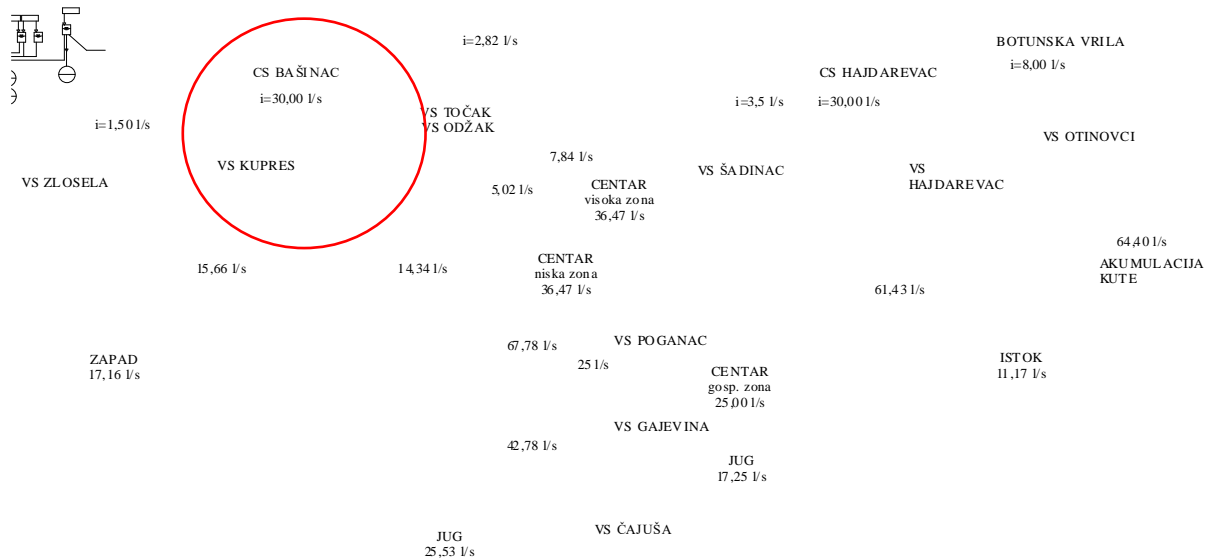 i=2,82 l/s
BOTUNSKA VRILA
i=8,00 l/s
CS BAŠINAC
i=30,00 l/s
CS HAJDAREVAC
i=3,5 l/s
i=30,00 l/s
i=1,50 l/s
VS TOČAK
VS ODŽAK
VS OTINOVCI
VS ZLOSELA
VS KUPRES
7,84 l/s
5,02 l/s
CENTAR
visoka zona
36,47 l/s
VS ŠADINAC
VS
HAJDAREVAC
15,66 l/s
14,34 l/s
CENTAR
niska zona
36,47 l/s
61,43 l/s
64,40 l/s
AKUMULACIJA
KUTE
ZAPAD
17,16 l/s
67,78 l/s
VS POGANAC
25 l/s
CENTAR
gosp. zona
25,00 l/s
ISTOK
11,17 l/s
42,78 l/s
VS GAJEVINA
JUG
17,25 l/s
JUG
25,53 l/s
VS ČAJUŠA